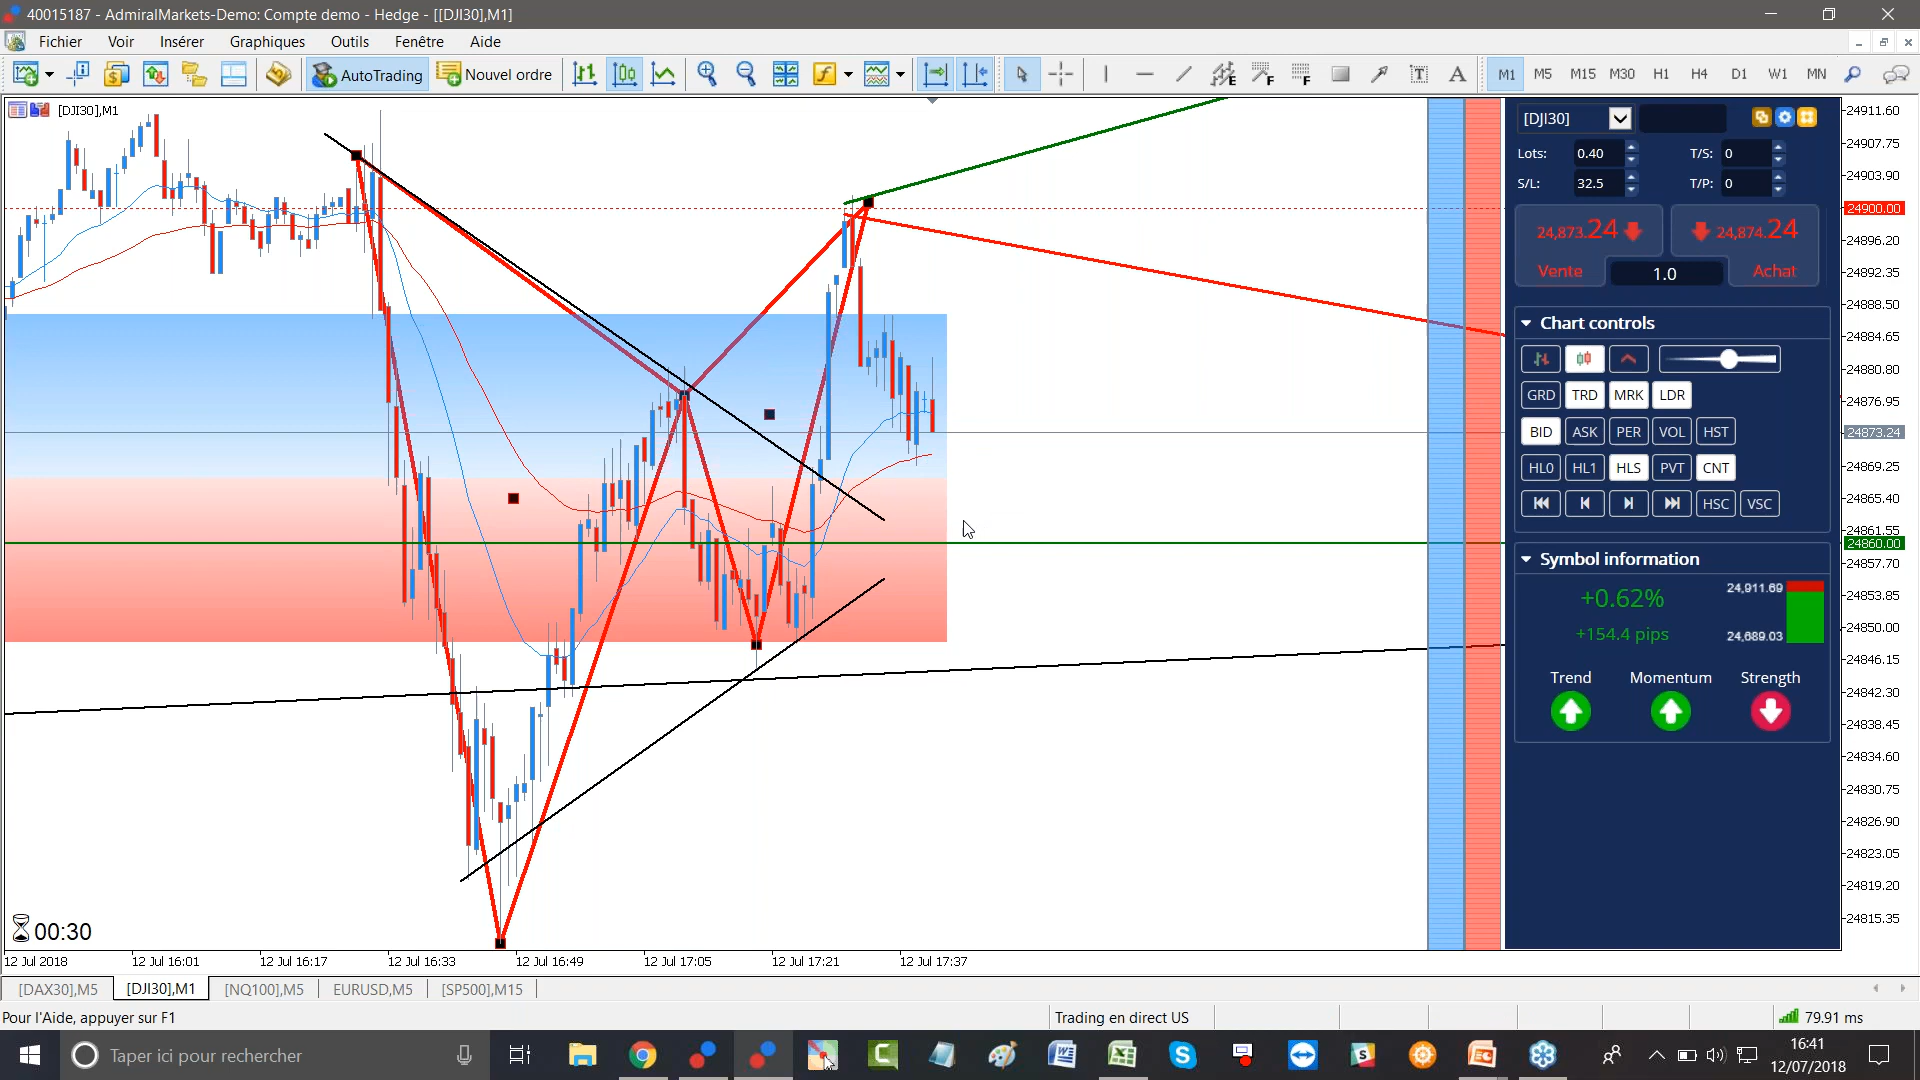 40015187 - AdmiralMarkets-Demo: Compte demo - Hedge - [[DJI30],M1]
Fichier Voir Insérer Graphiques Outils Fenêtre Aide
AutoTrading Nouvel ordre M1 M5 M15 M30 H1 H4 D1 W1 MN
[DJI30],M1
24911.60
24907.75
24903.90
24900.00
24896.20
24892.35
24888.50
24884.65
24880.80
24876.95
24873.24
24869.25
24865.40
24861.55
24860.00
24857.70
24853.85
24850.00
24846.15
24842.30
24838.45
24834.60
24830.75
24826.90
24823.05
24819.20
24815.35
[DJI30]
Lots: 0.40 T/S: 0
S/L: 32.5 T/P: 0
24,873.24 24,874.24
Vente 1.0 Achat
Chart controls
GRD TRD MRK LDR
BID ASK PER VOL HST
HL0 HL1 HLS PVT CNT
HSC VSC
Symbol information
+0.62% 24,911.69
+154.4 pips 24,689.03
Trend Momentum Strength
00:30
12 Jul 2018 12 Jul 16:01 12 Jul 16:17 12 Jul 16:33 12 Jul 16:49 12 Jul 17:05 12 Jul 17:21 12 Jul 17:37
[DAX30],M5 [DJI30],M1 [NQ100],M5 EURUSD,M5 [SP500],M15
Pour l'Aide, appuyer sur F1 Trading en direct US 79.91 ms
Taper ici pour rechercher
16:41
12/07/2018